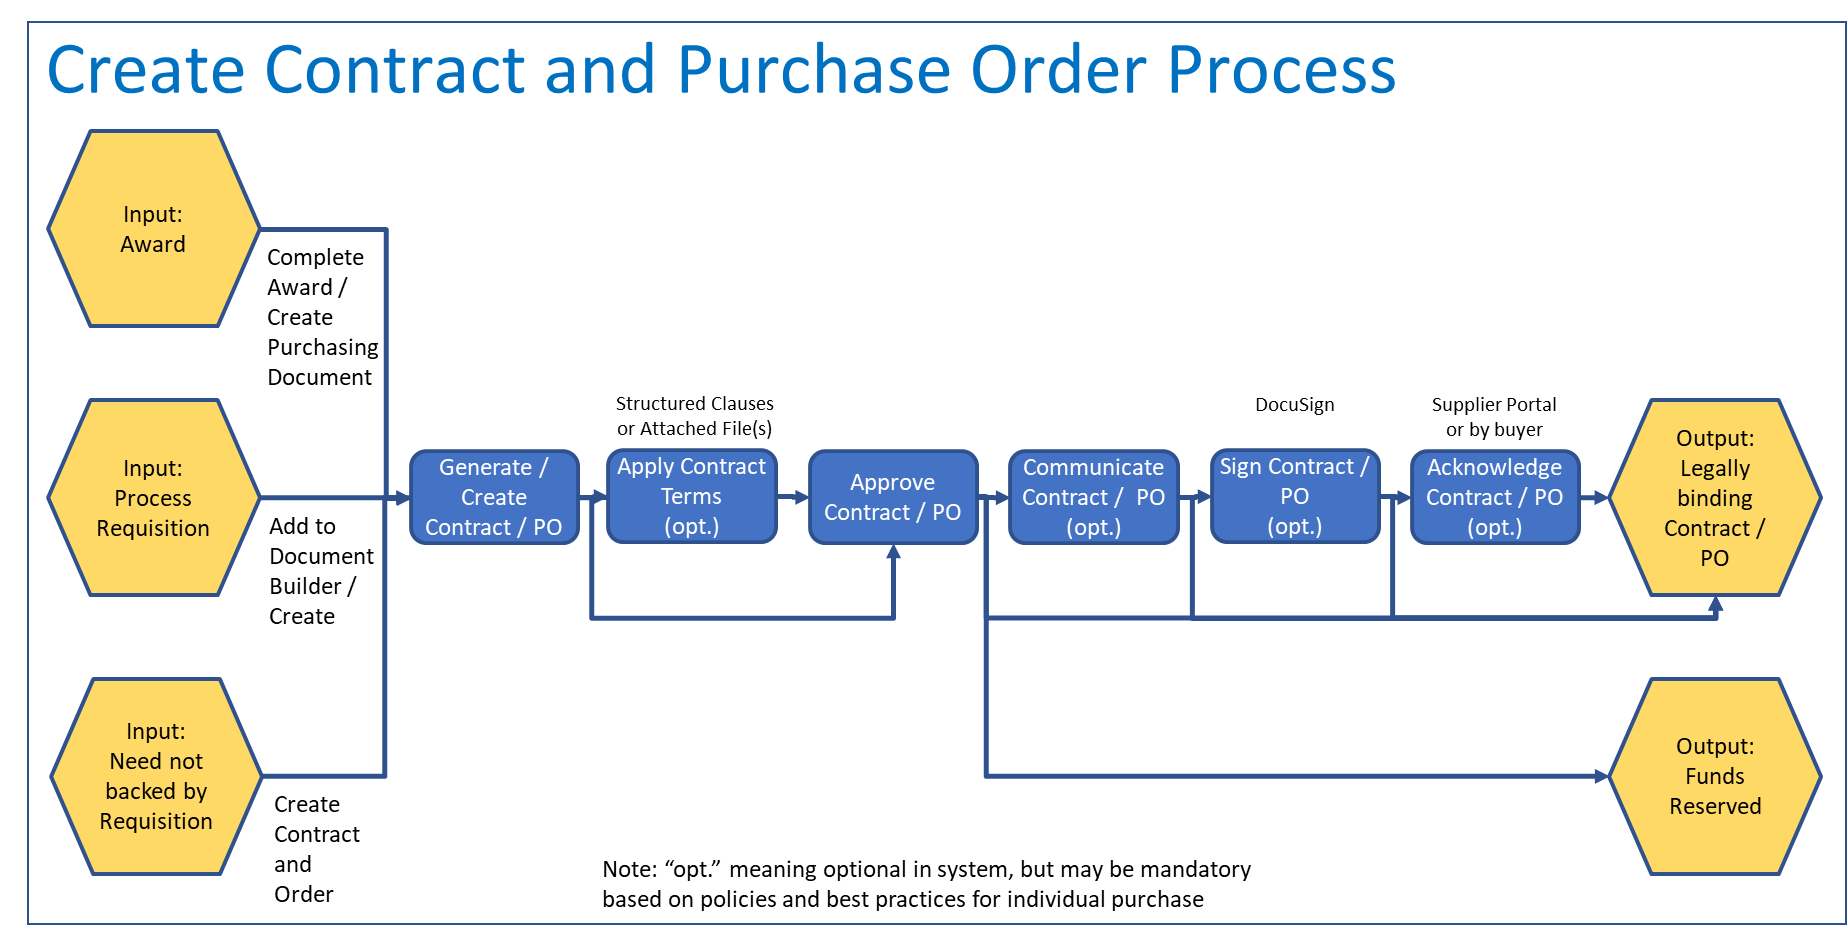 Create Contract and Purchase Order Process
Input:
Award
Complete
Award /
Create
Purchasing
Document
Input:
Process
Requisition
Add to
Document
Builder /
Create
Input:
Need not
backed by
Requisition
Create
Contract
and
Order
Generate /
Create
Contract / PO
Structured Clauses
or Attached File(s)
Apply Contract
Terms
(opt.)
Approve
Contract / PO
Communicate
Contract / PO
(opt.)
DocuSign
Sign Contract /
PO
(opt.)
Supplier Portal
or by buyer
Acknowledge
Contract / PO
(opt.)
Output:
Legally
binding
Contract /
PO
Output:
Funds
Reserved
Note: “opt.” meaning optional in system, but may be mandatory
based on policies and best practices for individual purchase